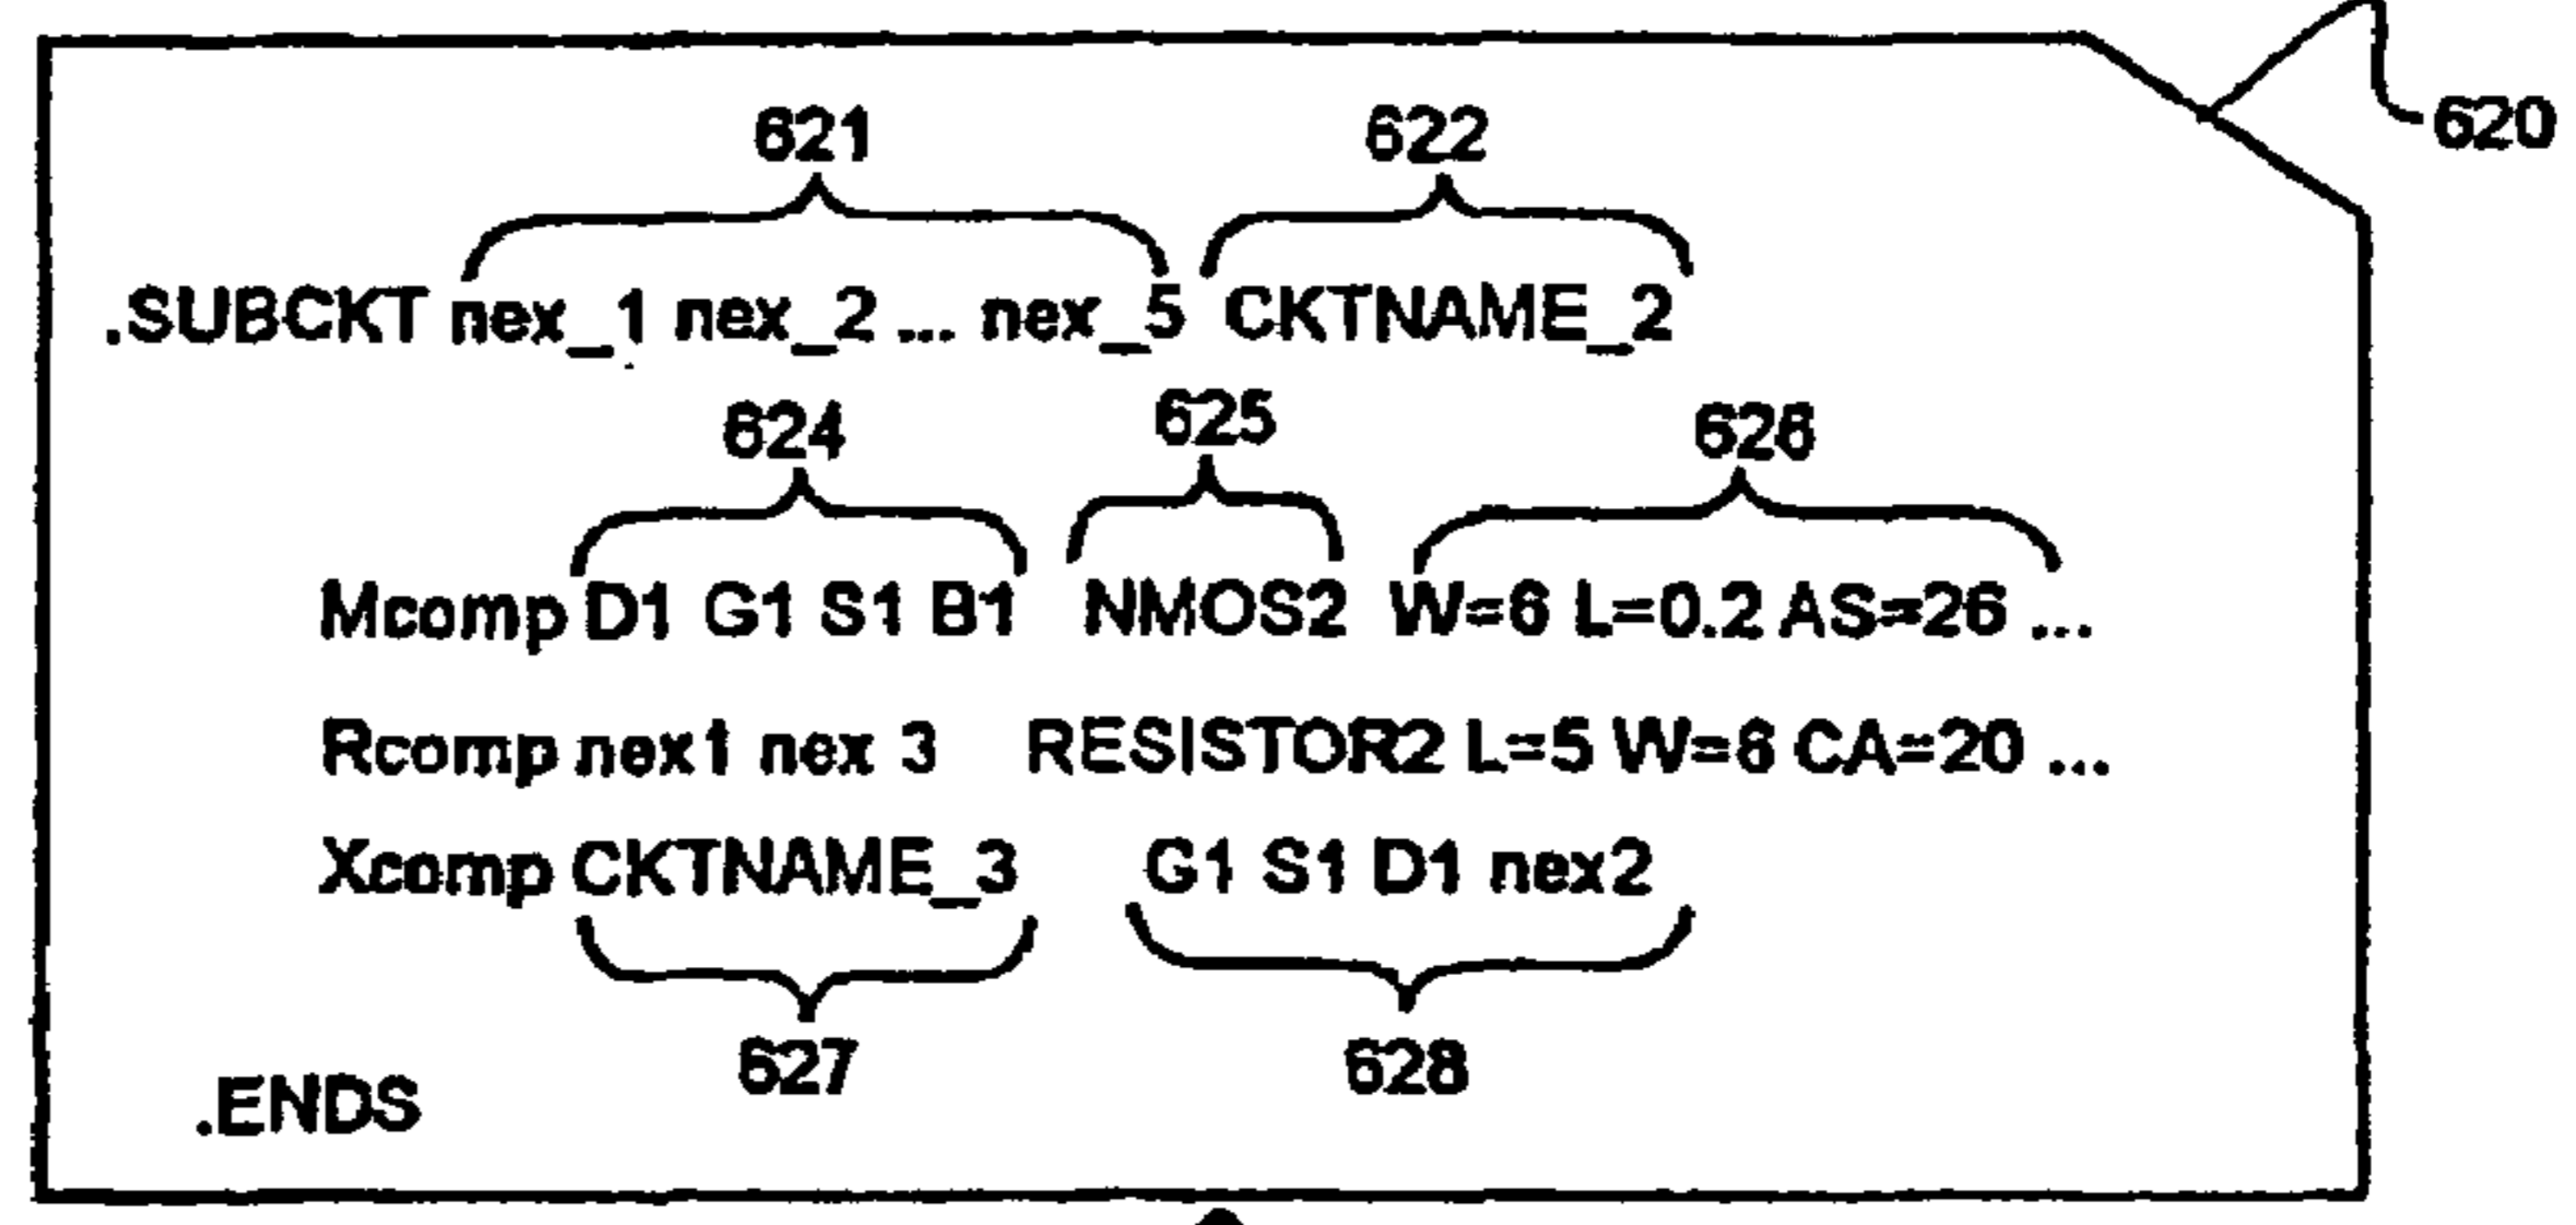 620
621 622
.SUBCKT nex_1 nex_2 ... nex_5 CKTNAME_2
624 625 626
Mcomp D1 G1 S1 B1 NMOS2 W=6 L=0.2 AS=26 ...
Rcomp nex1 nex 3 RESISTOR2 L=5 W=6 CA=20 ...
Xcomp CKTNAME_3 G1 S1 D1 nex2
627 628
.ENDS